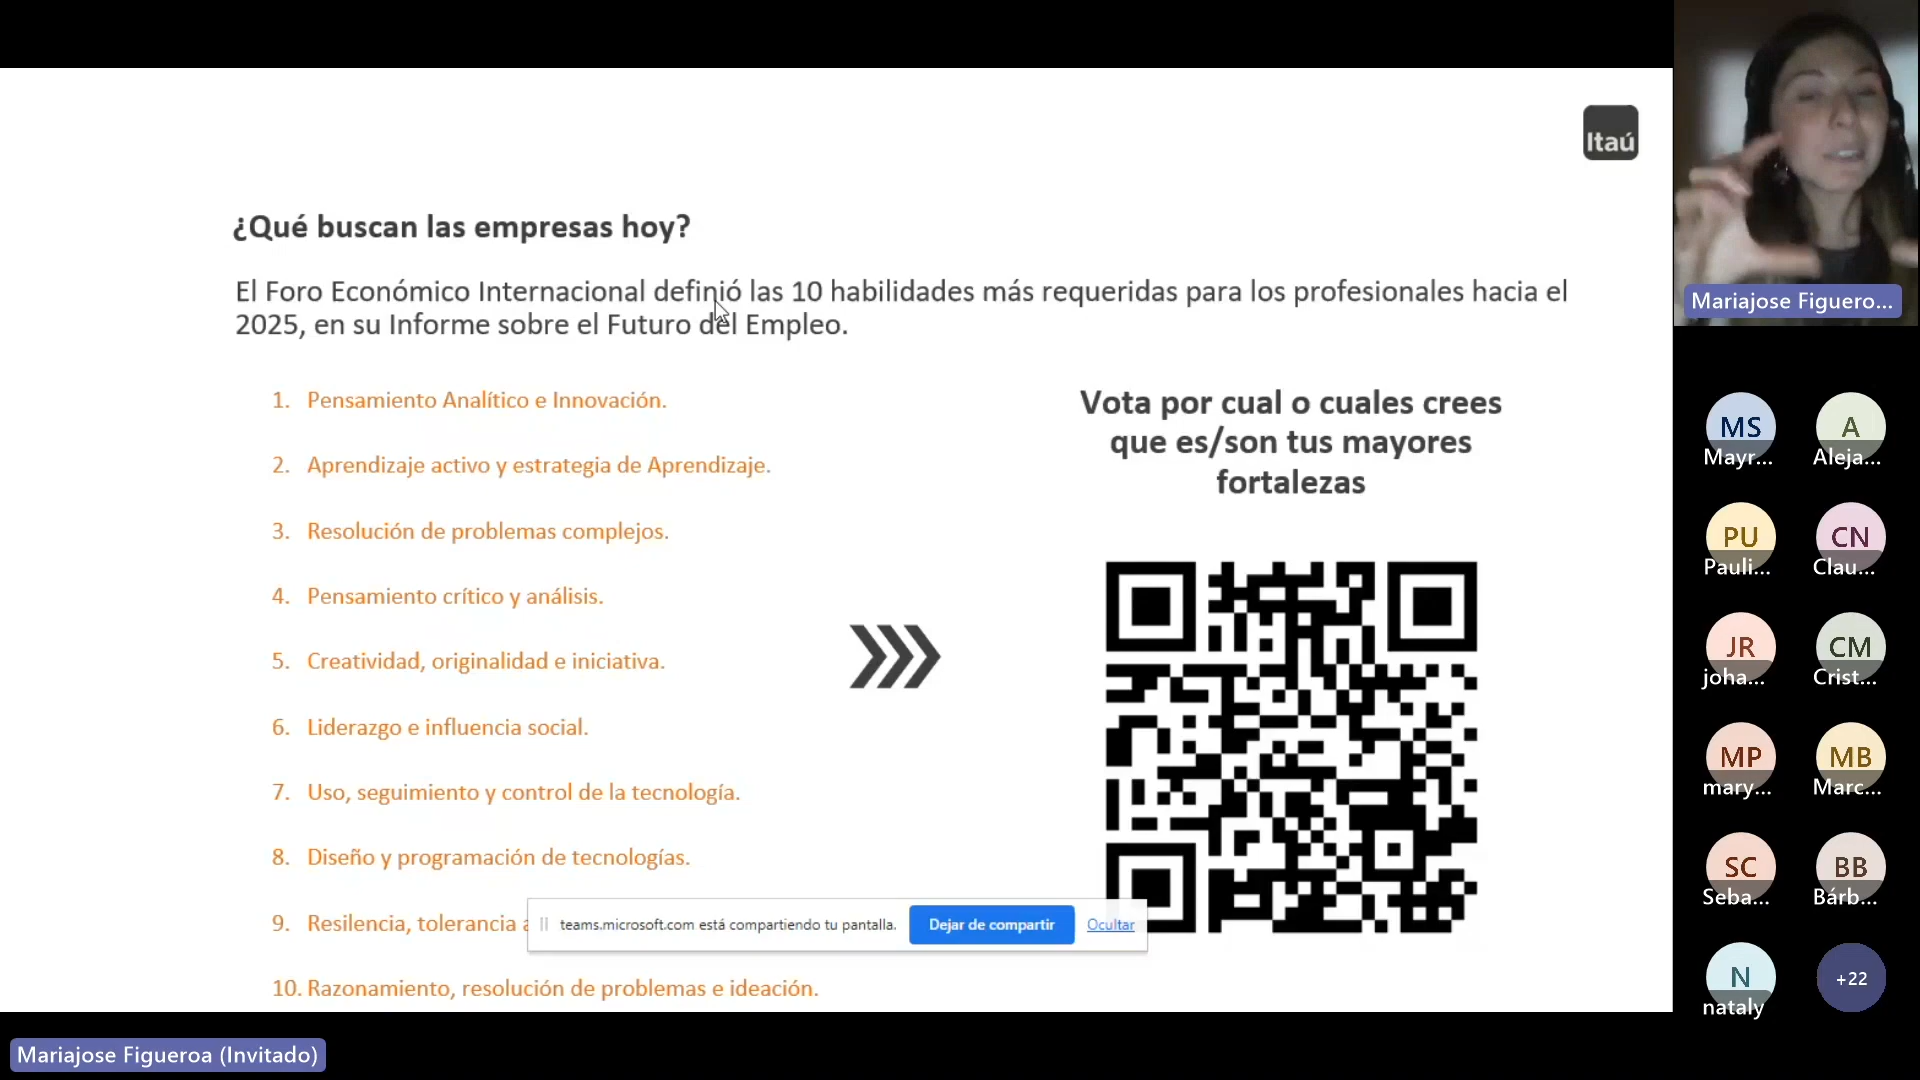 Itaú
¿Qué buscan las empresas hoy?
El Foro Económico Internacional definió las 10 habilidades más requeridas para los profesionales hacia el
2025, en su Informe sobre el Futuro del Empleo.
1. Pensamiento Analítico e Innovación.
2. Aprendizaje activo y estrategia de Aprendizaje.
3. Resolución de problemas complejos.
4. Pensamiento crítico y análisis.
5. Creatividad, originalidad e iniciativa.
6. Liderazgo e influencia social.
7. Uso, seguimiento y control de la tecnología.
8. Diseño y programación de tecnologías.
9. Resilencia, tolerancia
10. Razonamiento, resolución de problemas e ideación.
Vota por cual o cuales crees
que es/son tus mayores
fortalezas
teams.microsoft.com está compartiendo tu pantalla. Dejar de compartir Ocultar
Mariajose Figuero...
MS A
Mayr... Aleja...
PU CN
Pauli... Clau...
JR CM
joha... Crist...
MP MB
mary... Marc...
SC BB
Seba... Bárb...
N +22
nataly
Mariajose Figueroa (Invitado)